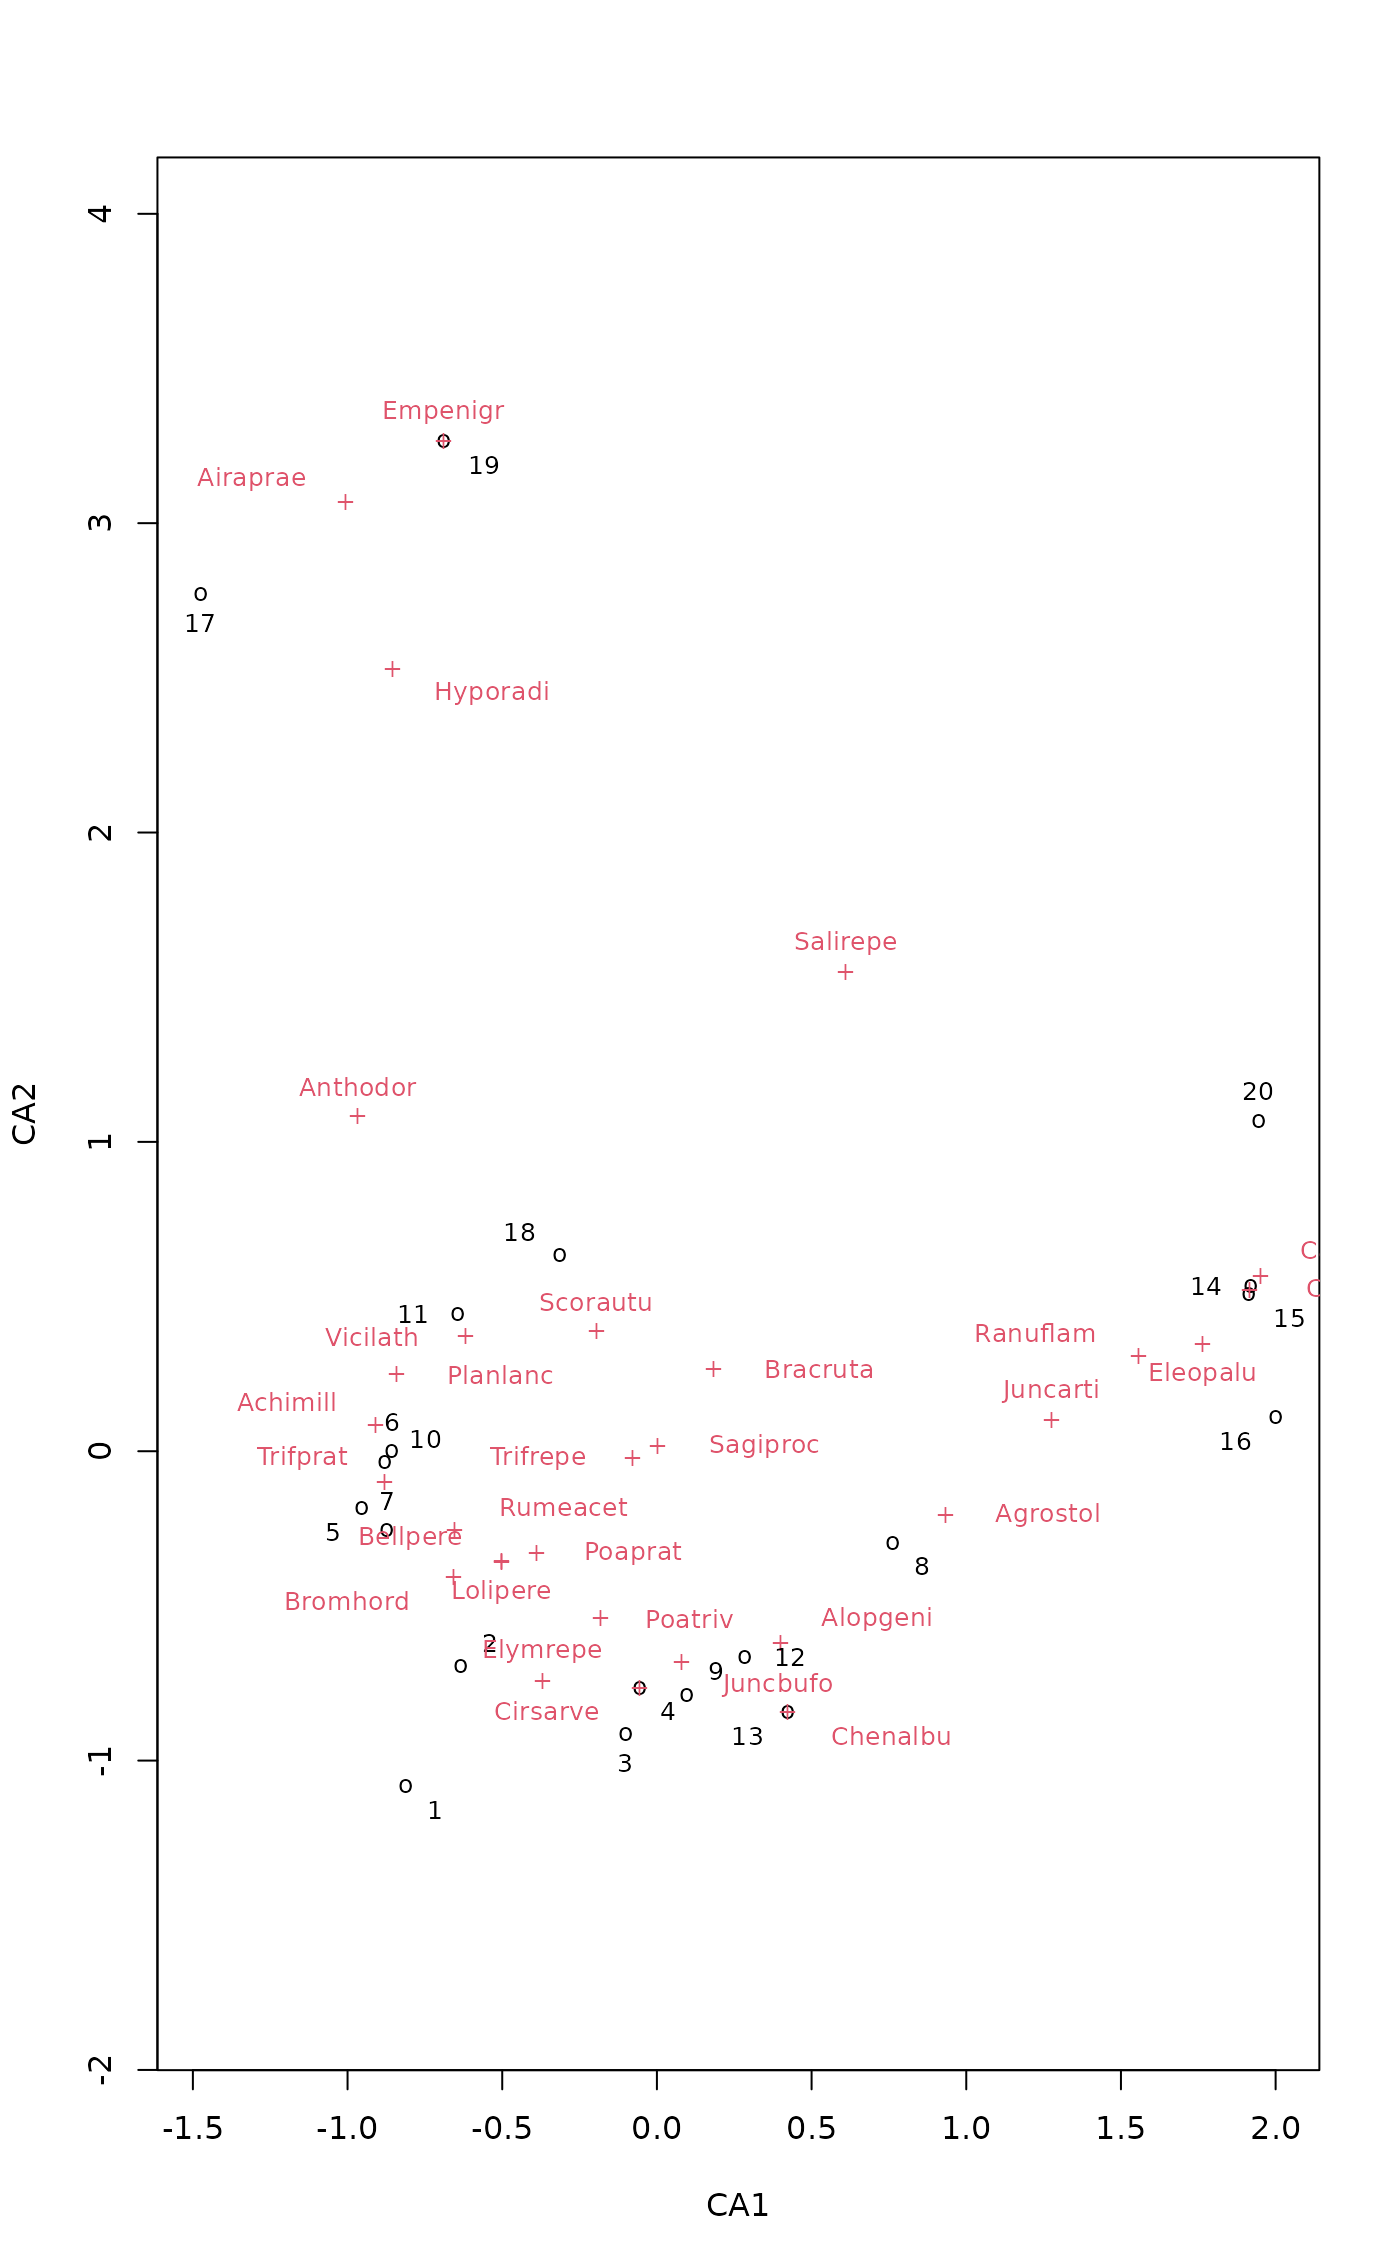 4
Empenigr
19
Airaprae
3
17
Hyporadi
2
Salirepe
Anthodor
20
CA2
1
18
C
14
C
Scorautu
11
15
Vicilath
Ranuflam
Planlanc
Bracruta
Eleopalu
Juncarti
Achimill
6
10
16
Sagiproc
0
Trifprat
Trifrepe
7
Rumeacet
Agrostol
5
Bellpere
Poaprat
8
Lolipere
Bromhord
Poatriv
Alopgeni
2
Elymrepe
12
9
Juncbufo
Cirsarve
4
13
Chenalbu
-1
3
1
-2
-1.5 -1.0 -0.5 0.0 0.5 1.0 1.5 2.0
CA1